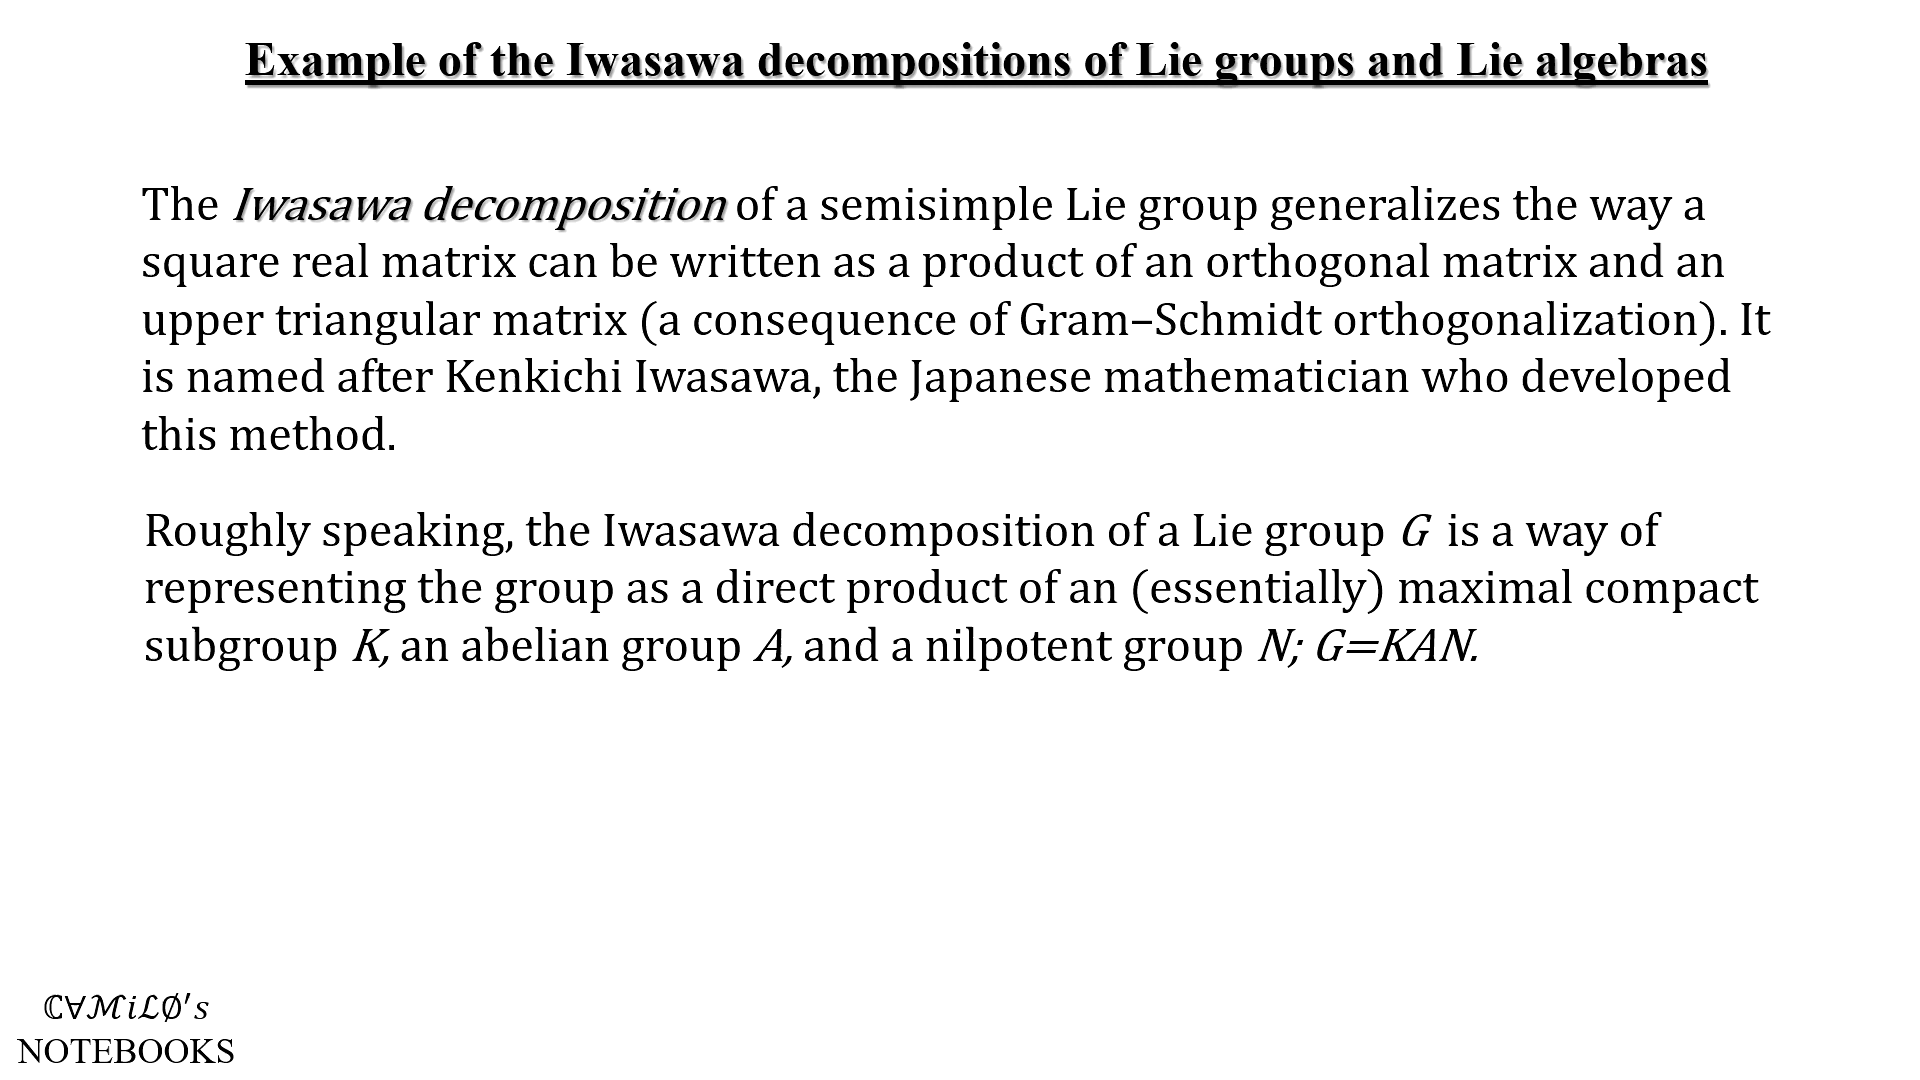 Example of the Iwasawa decompositions of Lie groups and Lie algebras
The Iwasawa decomposition of a semisimple Lie group generalizes the way a
square real matrix can be written as a product of an orthogonal matrix and an
upper triangular matrix (a consequence of Gram–Schmidt orthogonalization). It
is named after Kenkichi Iwasawa, the Japanese mathematician who developed
this method.
Roughly speaking, the Iwasawa decomposition of a Lie group G is a way of
representing the group as a direct product of an (essentially) maximal compact
subgroup K, an abelian group A, and a nilpotent group N; G=KAN.
ℂ∀ℳiℒ∅′s
NOTEBOOKS